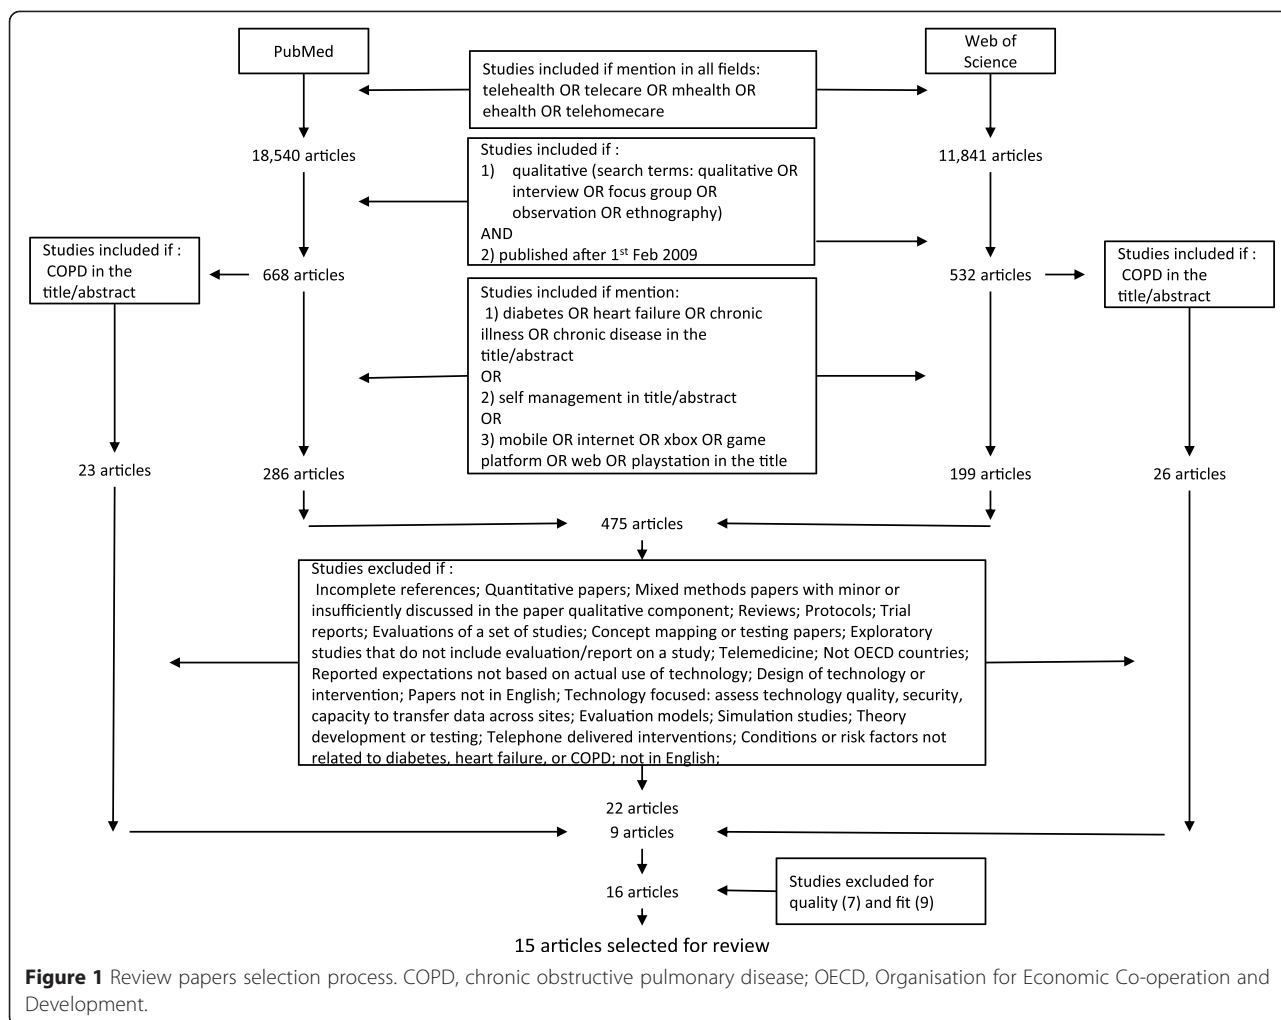 PubMed
Web of
Science
Studies included if mention in all fields:
telehealth OR telecare OR mhealth OR
ehealth OR telehomecare
18,540 articles
11,841 articles
Studies included if :
1) qualitative (search terms: qualitative OR
interview OR focus group OR
observation OR ethnography)
AND
2) published after 1st Feb 2009
Studies included if :
COPD in the
title/abstract
668 articles
532 articles
Studies included if :
COPD in the
title/abstract
Studies included if mention:
1) diabetes OR heart failure OR chronic
illness OR chronic disease in the
title/abstract
OR
2) self management in title/abstract
OR
3) mobile OR internet OR xbox OR game
platform OR web OR playstation in the title
23 articles
286 articles
199 articles
26 articles
475 articles
Studies excluded if :
Incomplete references; Quantitative papers; Mixed methods papers with minor or
insufficiently discussed in the paper qualitative component; Reviews; Protocols; Trial
reports; Evaluations of a set of studies; Concept mapping or testing papers; Exploratory
studies that do not include evaluation/report on a study; Telemedicine; Not OECD countries;
Reported expectations not based on actual use of technology; Design of technology or
intervention; Papers not in English; Technology focused: assess technology quality, security,
capacity to transfer data across sites; Evaluation models; Simulation studies; Theory
development or testing; Telephone delivered interventions; Conditions or risk factors not
related to diabetes, heart failure, or COPD; not in English;
22 articles
9 articles
16 articles
Studies excluded for
quality (7) and fit (9)
15 articles selected for review
Figure 1 Review papers selection process. COPD, chronic obstructive pulmonary disease; OECD, Organisation for Economic Co-operation and
Development.